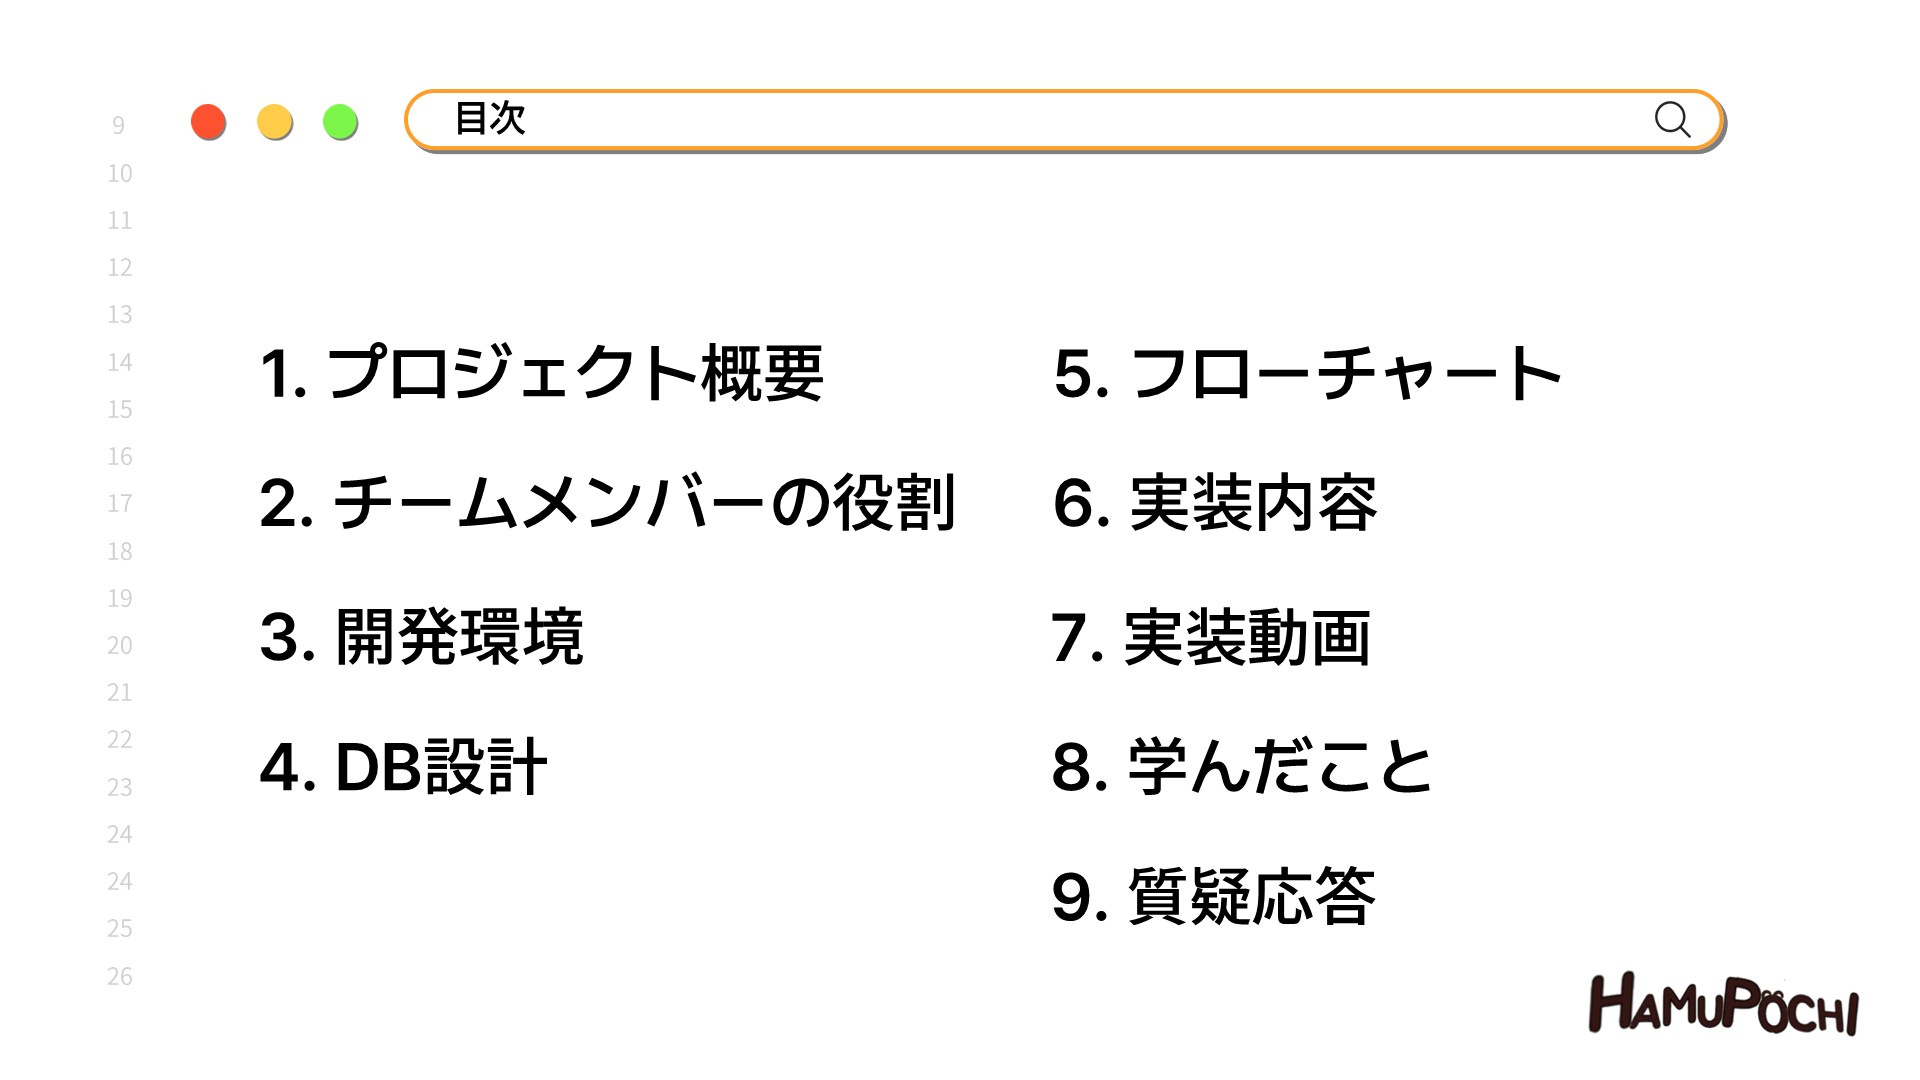 目次
9
10
11
12
13
14
15
16
17
18
19
20
21
22
23
24
24
25
26
1. プロジェクト概要
2. チームメンバーの役割
3. 開発環境
4. DB設計
5. フローチャート
6. 実装内容
7. 実装動画
8. 学んだこと
9. 質疑応答
HAMUPOCHI